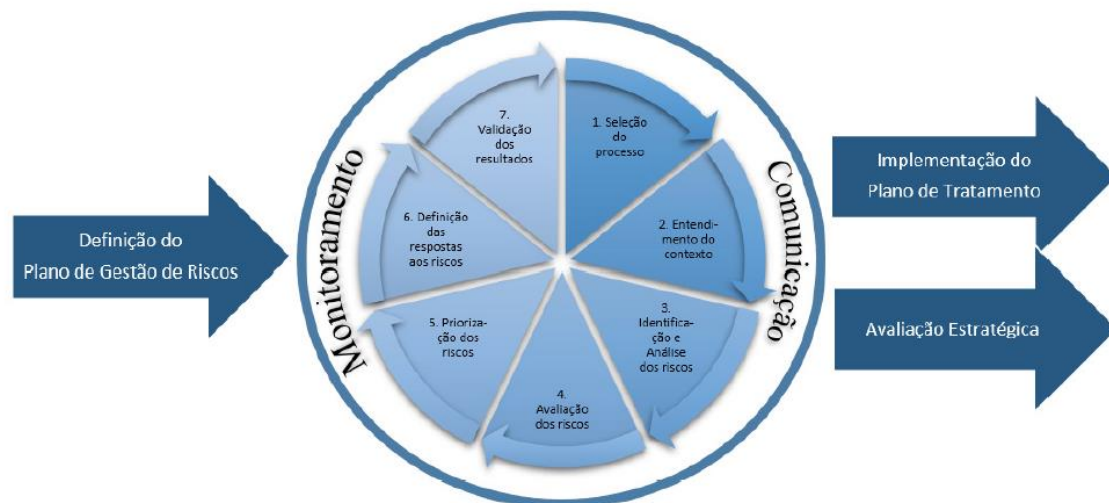 Definição do
Plano de Gestão de Riscos
Monitoramento
7.
Validação
dos
resultados
1. Seleção
do
processo
6. Definição
das
respostas
aos riscos
2. Entendi-
mento do
contexto
5. Prioriza-
ção dos
riscos
3.
Identifica-
ção e
Análise
dos riscos
4.
Avaliação
dos riscos
Comunicação
Implementação do
Plano de Tratamento
Avaliação Estratégica